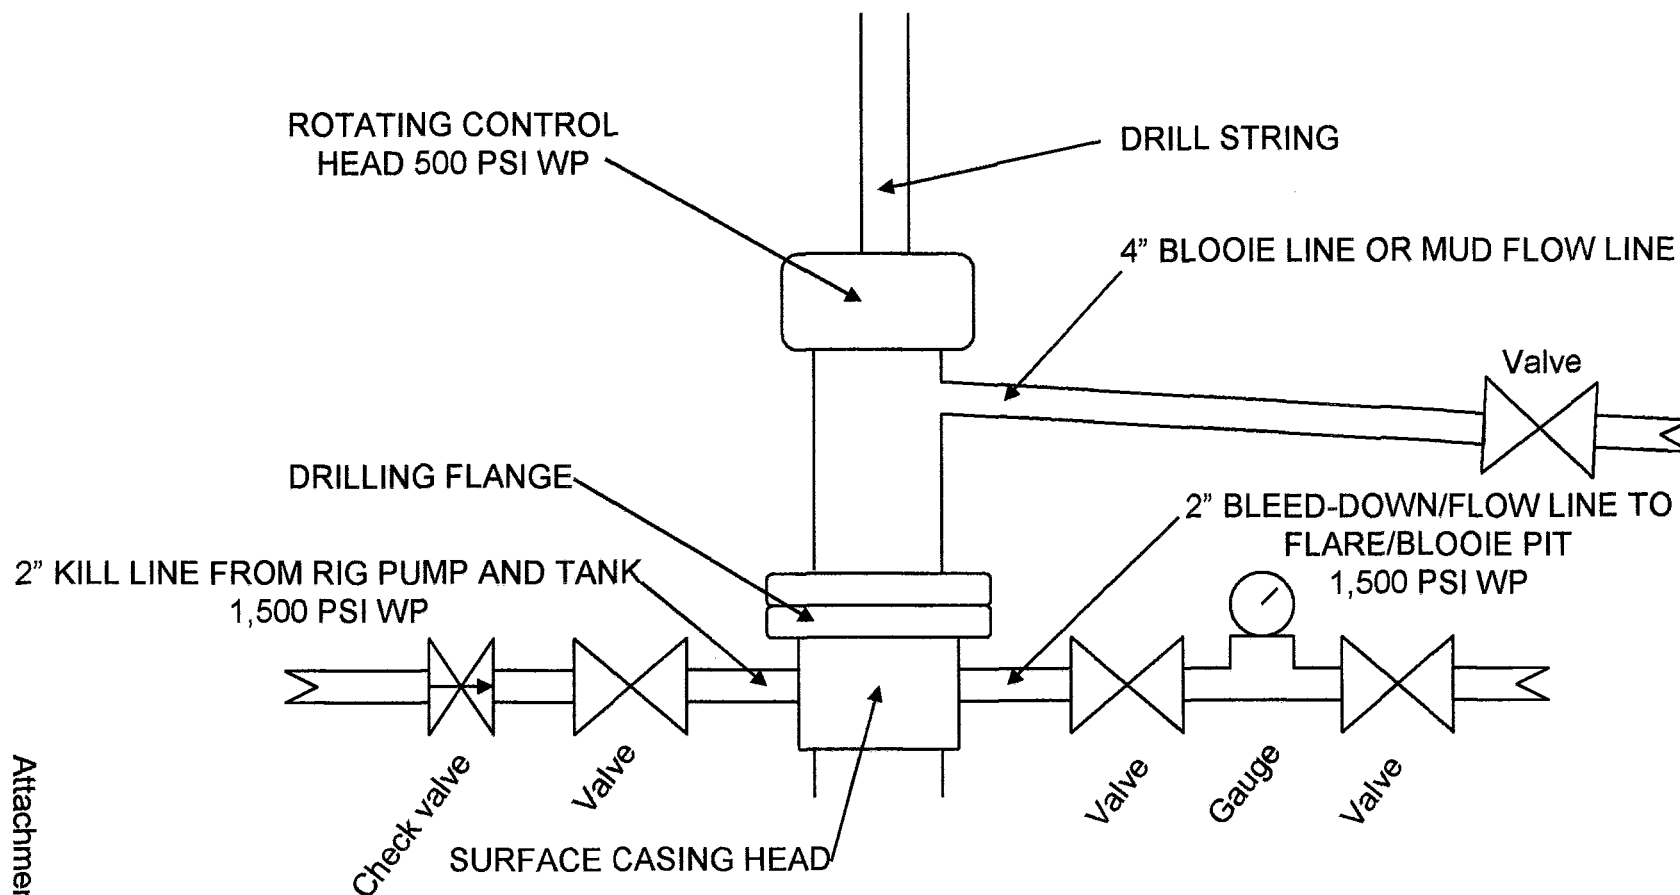 ROTATING CONTROL
HEAD 500 PSI WP
DRILL STRING
4” BLOOIE LINE OR MUD FLOW LINE
Valve
DRILLING FLANGE
2” BLEED-DOWN/FLOW LINE TO
FLARE/BLOOIE PIT
1,500 PSI WP
2” KILL LINE FROM RIG PUMP AND TANK
1,500 PSI WP
Check valve
Valve
Valve
Gauge
Valve
SURFACE CASING HEAD